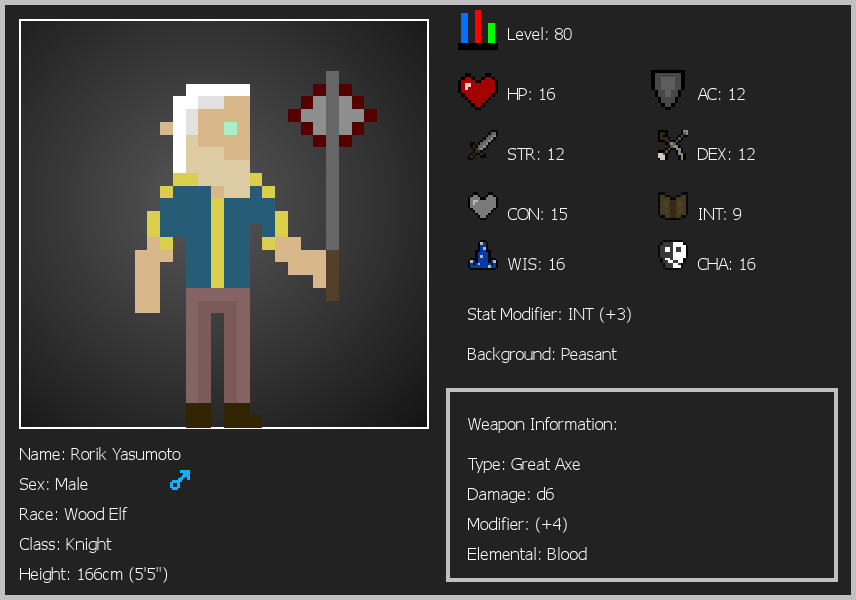 Level: 80
HP: 16
AC: 12
STR: 12
DEX: 12
CON: 15
INT: 9
WIS: 16
CHA: 16
Stat Modifier: INT (+3)
Background: Peasant
Weapon Information:
Type: Great Axe
Damage: d6
Modifier: (+4)
Elemental: Blood
Name: Rorik Yasumoto
Sex: Male
Race: Wood Elf
Class: Knight
Height: 166cm (5'5")